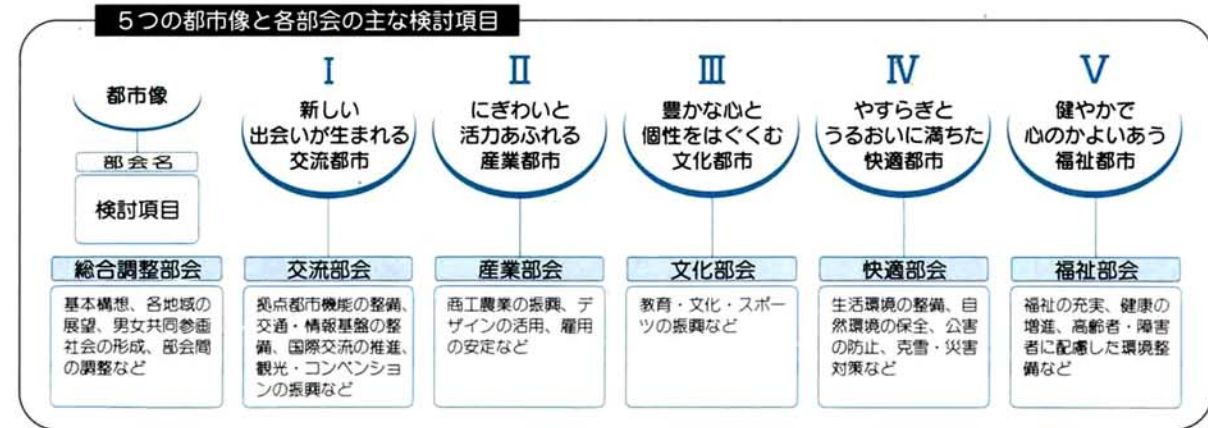 5つの都市像と各部会の主な検討項目
都市像
部会名
検討項目
I
新しい
出会いが生まれる
交流都市
II
にぎわいと
活力あふれる
産業都市
III
豊かな心と
個性をはぐくむ
文化都市
IV
やすらぎと
うるおいに満ちた
快適都市
V
健やかで
心のかよいあう
福祉都市
総合調整部会
基本構想、各地域の
展望、男女共同参画
社会の形成、部会間
の調整など
交流部会
拠点都市機能の整備、
交通・情報基盤の整
備、国際交流の推進、
観光・コンベンショ
ンの振興など
産業部会
商工農業の振興、デ
ザインの活用、雇用
の安定など
文化部会
教育・文化・スポー
ツの振興など
快適部会
生活環境の整備、自
然環境の保全、公害
の防止、克雪・災害
対策など
福祉部会
福祉の充実、健康の
増進、高齢者・障害
者に配慮した環境整
備など